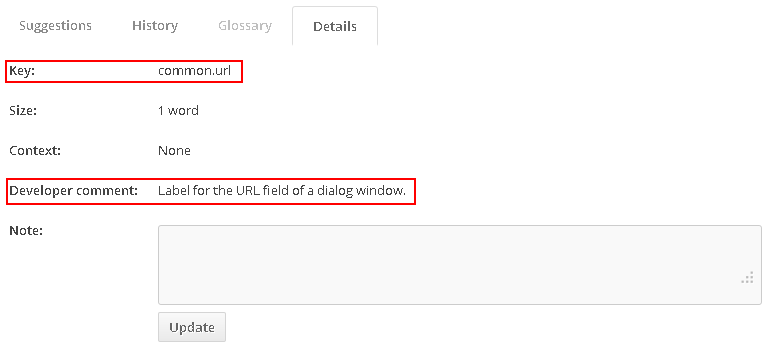 Suggestions History Glossary Details
Key: common.url
Size: 1 word
Context: None
Developer comment: Label for the URL field of a dialog window.
Note:
Update